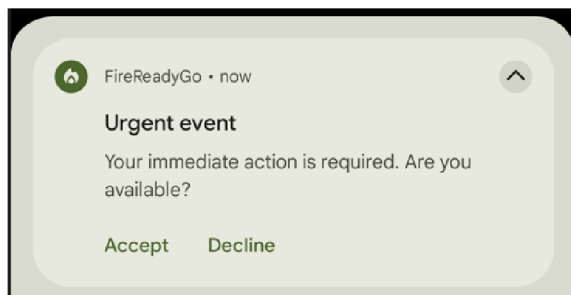 FireReadyGo • now
Urgent event
Your immediate action is required. Are you
available?
Accept Decline